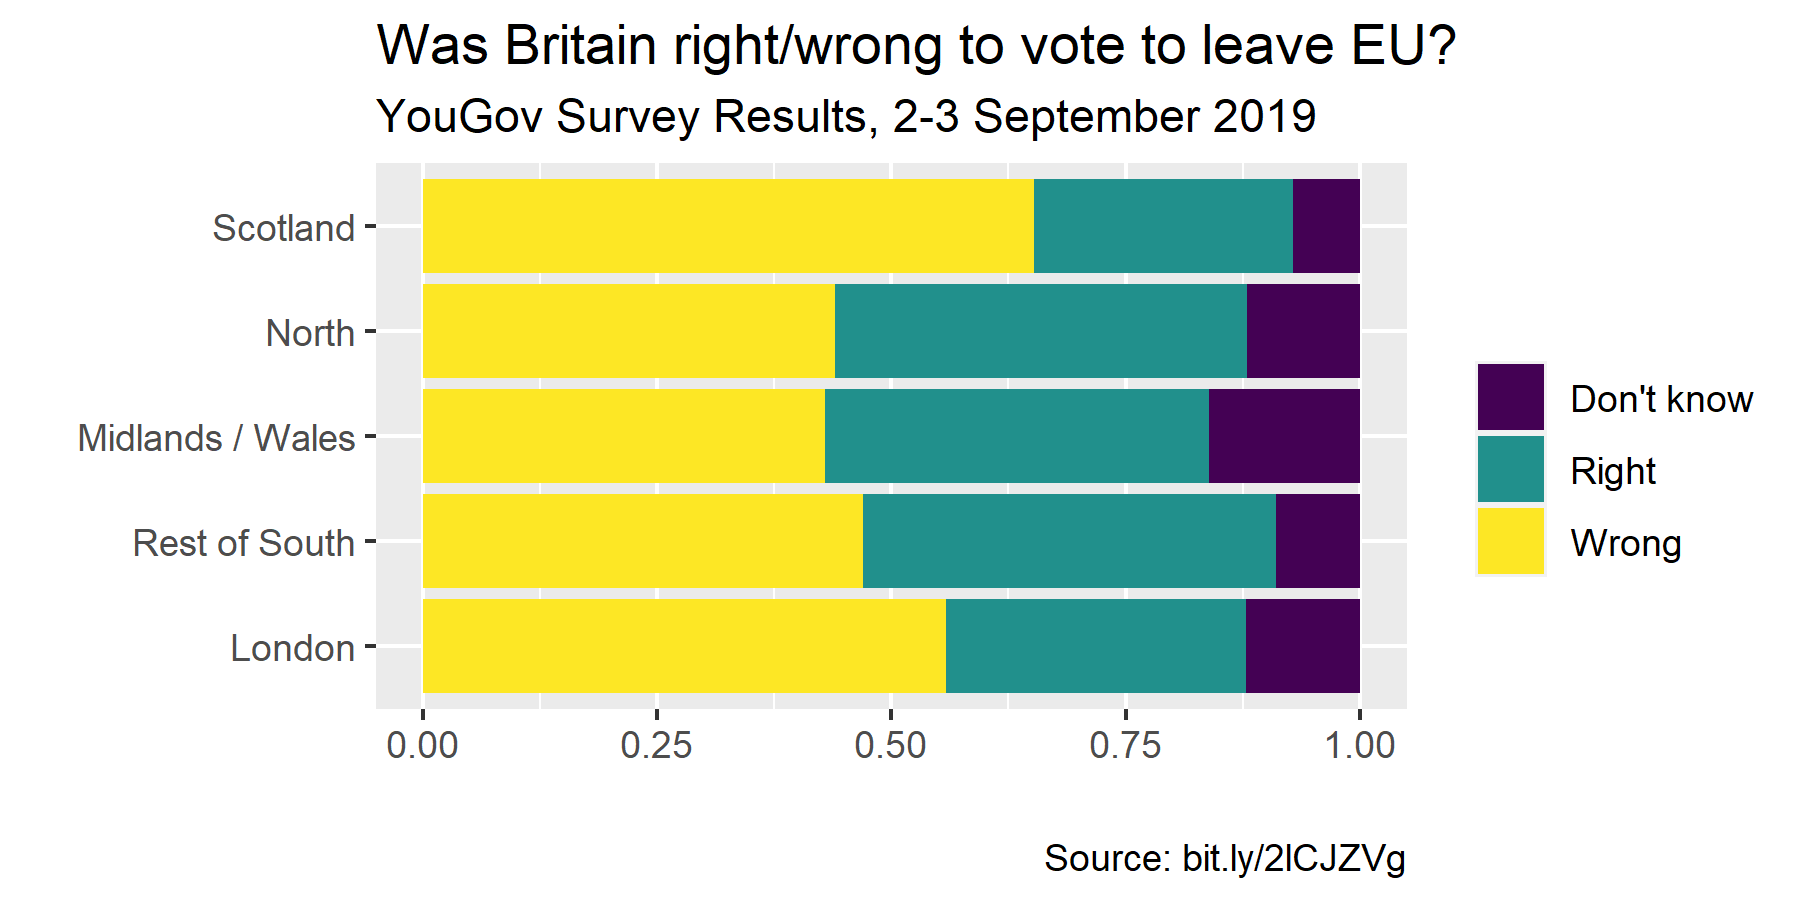 Was Britain right/wrong to vote to leave EU?
YouGov Survey Results, 2-3 September 2019
Scotland
North
Midlands / Wales
Rest of South
London
0.00 0.25 0.50 0.75 1.00
Don't know
Right
Wrong
Source: bit.ly/2lCJZVg